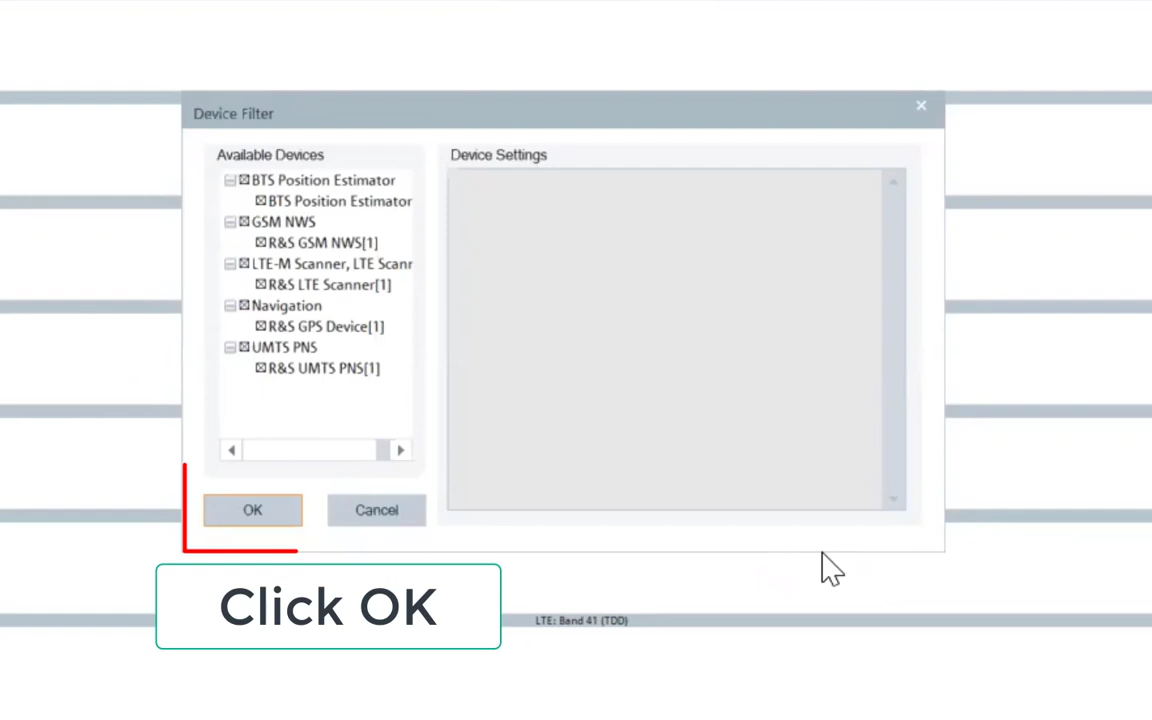 Device Filter
Available Devices
BTS Position Estimator
BTS Position Estimator
GSM NWS
R&S GSM NWS[1]
LTE-M Scanner, LTE Scanr
R&S LTE Scanner[1]
Navigation
R&S GPS Device[1]
UMTS PNS
R&S UMTS PNS[1]
OK
Cancel
Device Settings
Click OK
LTE: Band 41 (TDD)